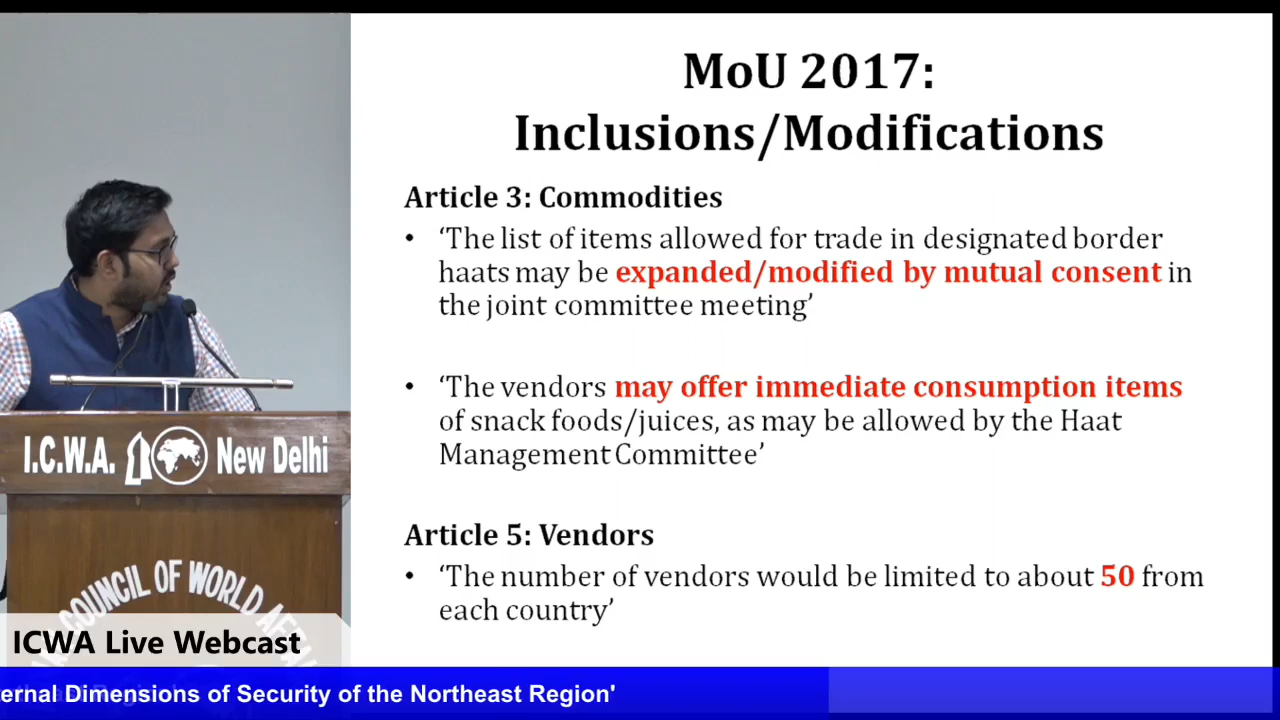 MoU 2017:
Inclusions/Modifications
Article 3: Commodities
• ‘The list of items allowed for trade in designated border
haats may be expanded/modified by mutual consent in
the joint committee meeting’
• ‘The vendors may offer immediate consumption items
of snack foods/juices, as may be allowed by the Haat
Management Committee’
Article 5: Vendors
• ‘The number of vendors would be limited to about 50 from
each country’
I.C.W.A. New Delhi
COUNCIL OF WORLD
ICWA Live Webcast
ternal Dimensions of Security of the Northeast Region'